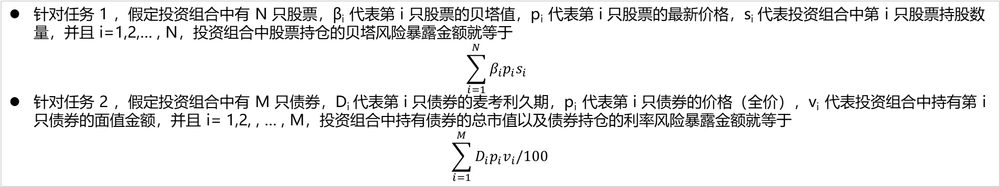 ● 针对任务 1 ，假定投资组合中有 N 只股票，βi 代表第 i 只股票的贝塔值，pi 代表第 i 只股票的最新价格，si 代表投资组合中第 i 只股票持股数
量，并且 i=1,2,… , N，投资组合中股票持仓的贝塔风险暴露金额就等于
∑_{i=1}^{N} β_i p_i s_i
● 针对任务 2 ，假定投资组合中有 M 只债券，Di 代表第 i 只债券的麦考利久期，pi 代表第 i 只债券的价格（全价），vi 代表投资组合中持有第 i
只债券的面值金额，并且 i= 1,2, , … , M，投资组合中持有债券的总市值以及债券持仓的利率风险暴露金额就等于
∑_{i=1}^{M} D_i p_i v_i/100